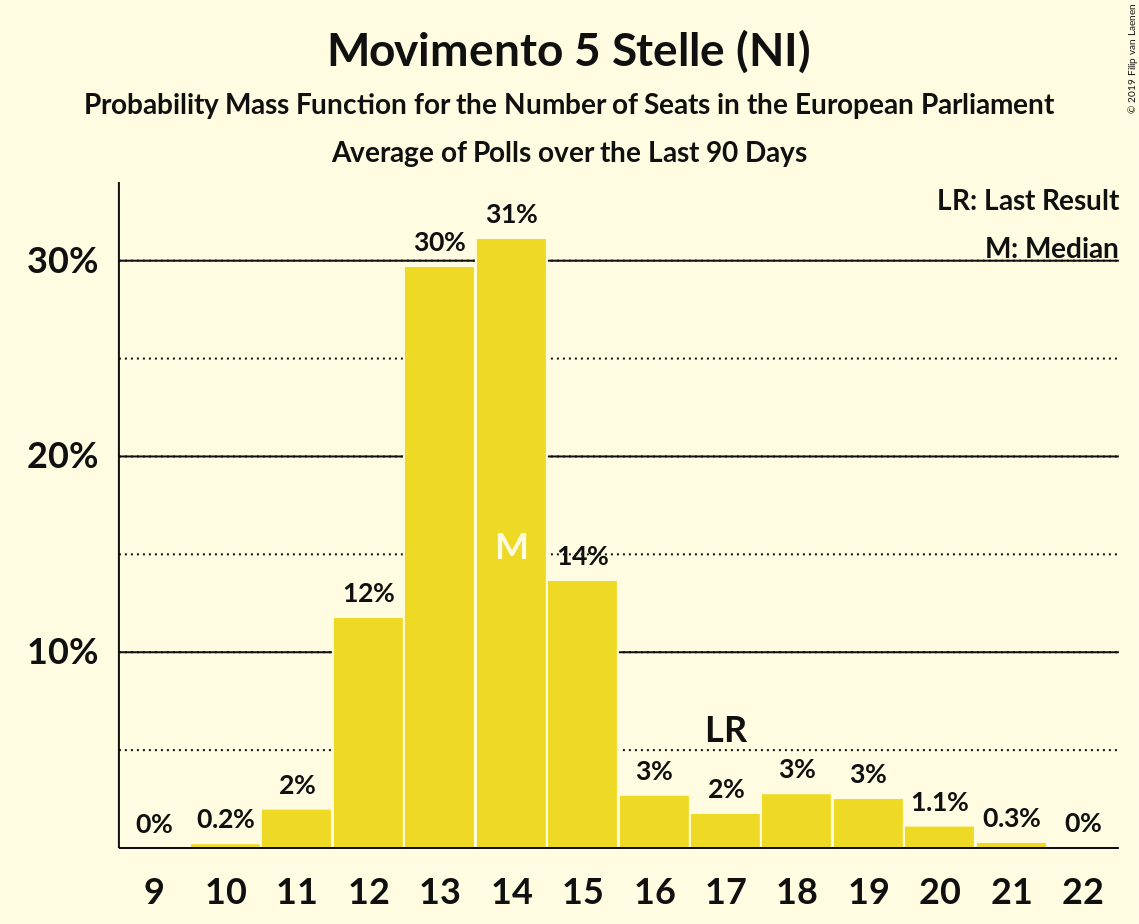 Movimento 5 Stelle (NI)
Probability Mass Function for the Number of Seats in the European Parliament
Average of Polls over the Last 90 Days
© 2019 Filip van Laenen
LR: Last Result
M: Median
31%
30%
30%
20%
M
14%
12%
10%
LR
3%
3%
3%
2%
2%
1.1%
0.3%
0.2%
0%
0%
9 10 11 12 13 14 15 16 17 18 19 20 21 22